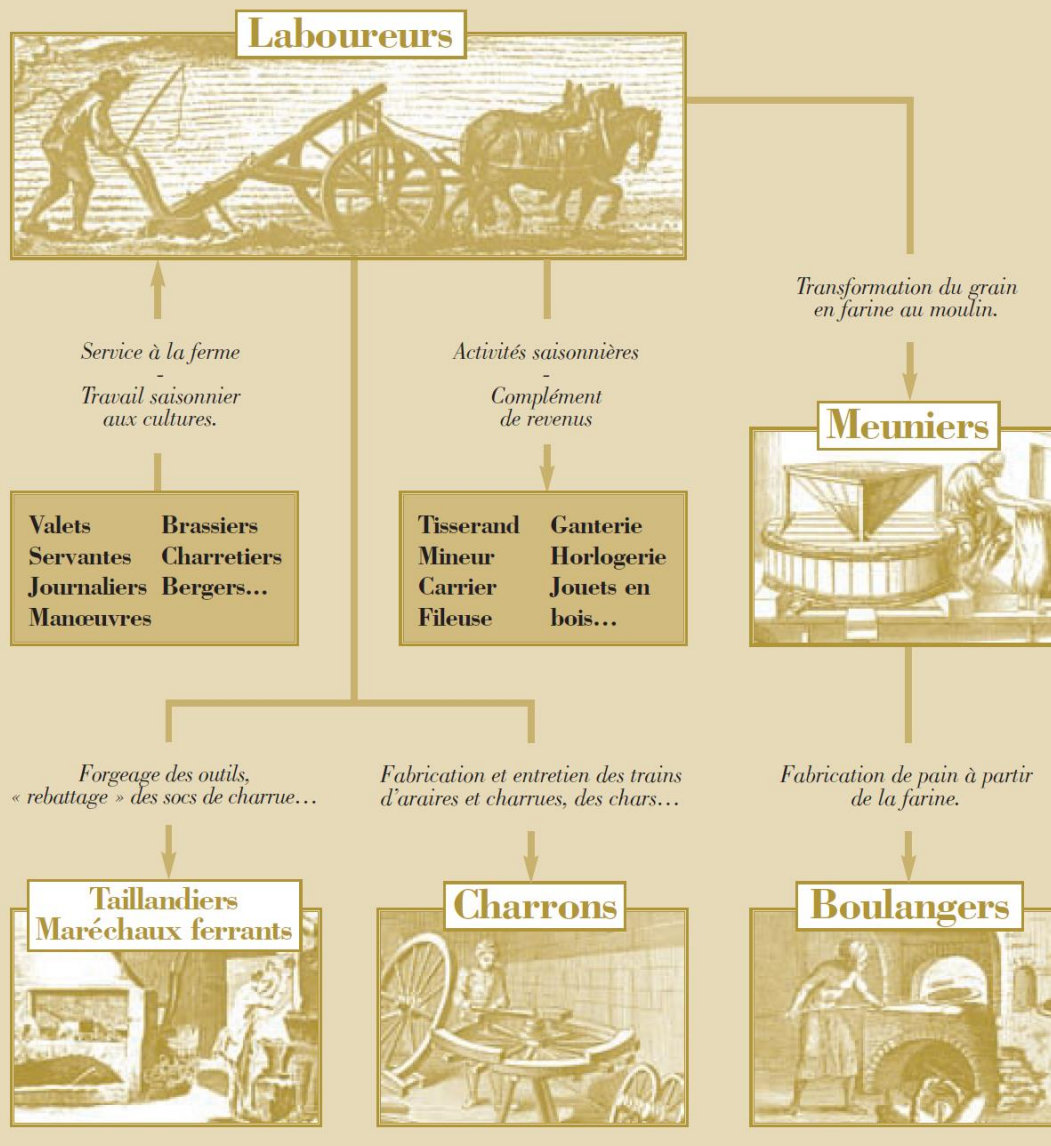 Laboureurs
Transformation du grain
en farine au moulin.
Service à la ferme
-
Travail saisonnier
aux cultures.
Activités saisonnières
-
Complément
de revenus
Meuniers
Valets Brassiers
Servantes Charretiers
Journaliers Bergers…
Manœuvres
Tisserand Ganterie
Mineur Horlogerie
Carrier Jouets en
Fileuse bois…
Forgeage des outils,
« rebattage » des socs de charrue…
Fabrication et entretien des trains
d’araires et charrues, des chars…
Fabrication de pain à partir
de la farine.
Taillandiers
Maréchaux ferrants
Charrons
Boulangers